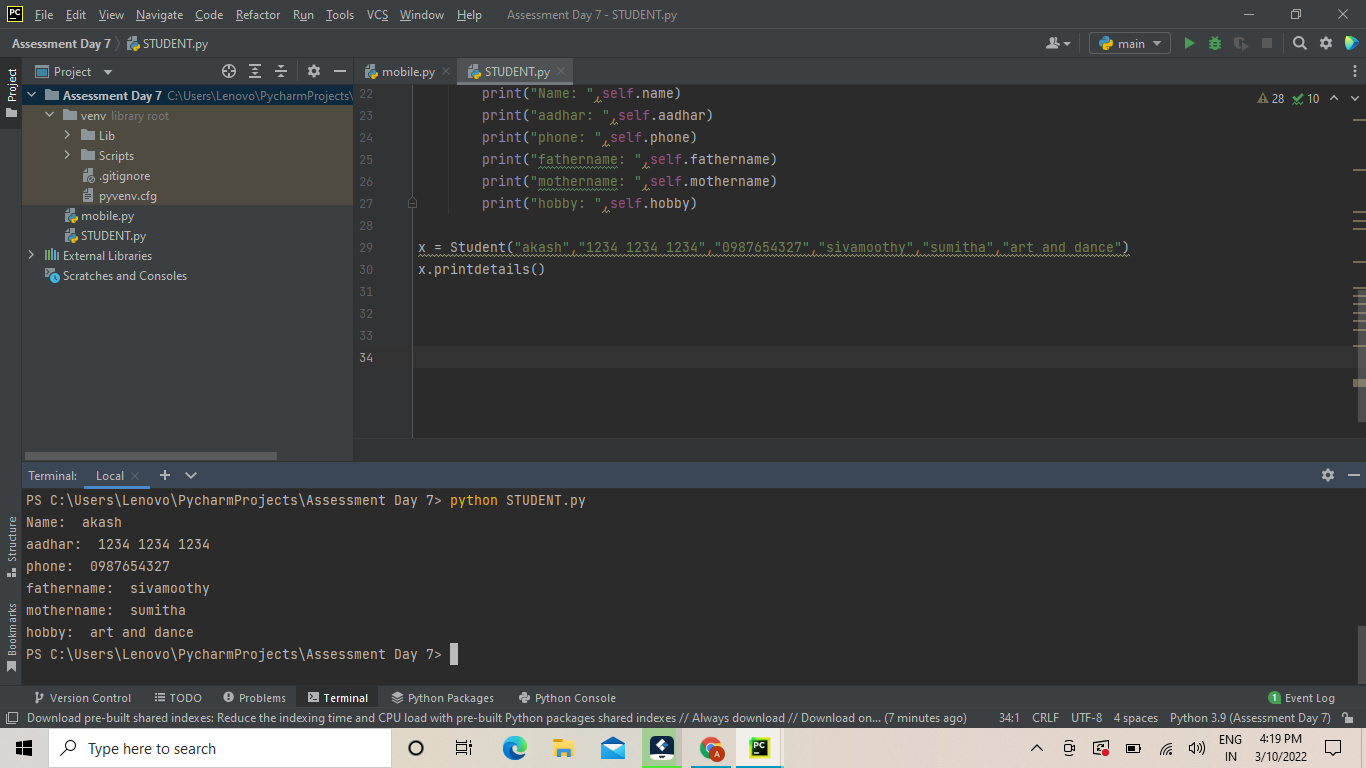 PC File Edit View Navigate Code Refactor Run Tools VCS Window Help Assessment Day 7 - STUDENT.py
Assessment Day 7 STUDENT.py main
Project mobile.py STUDENT.py
Project
Assessment Day 7 C:\Users\Lenovo\PycharmProjects\
venv library root
Lib
Scripts
.gitignore
pyvenv.cfg
mobile.py
STUDENT.py
External Libraries
Scratches and Consoles
28 10
22 print("Name: ",self.name)
23 print("aadhar: ",self.aadhar)
24 print("phone: ",self.phone)
25 print("fathername: ",self.fathername)
26 print("mothername: ",self.mothername)
27 print("hobby: ",self.hobby)
28
29 x = Student("akash","1234 1234 1234","0987654327","sivamoothy","sumitha","art and dance")
30 x.printdetails()
31
32
33
34
Terminal: Local
PS C:\Users\Lenovo\PycharmProjects\Assessment Day 7> python STUDENT.py
Name:  akash
aadhar:  1234 1234 1234
phone:  0987654327
fathername:  sivamoothy
mothername:  sumitha
hobby:  art and dance
PS C:\Users\Lenovo\PycharmProjects\Assessment Day 7>
Structure
Bookmarks
Version Control TODO Problems Terminal Python Packages Python Console 1 Event Log
Download pre-built shared indexes: Reduce the indexing time and CPU load with pre-built Python packages shared indexes // Always download // Download on... (7 minutes ago) 34:1 CRLF UTF-8 4 spaces Python 3.9 (Assessment Day 7)
Type here to search A PC ENG 4:19 PM
IN 3/10/2022